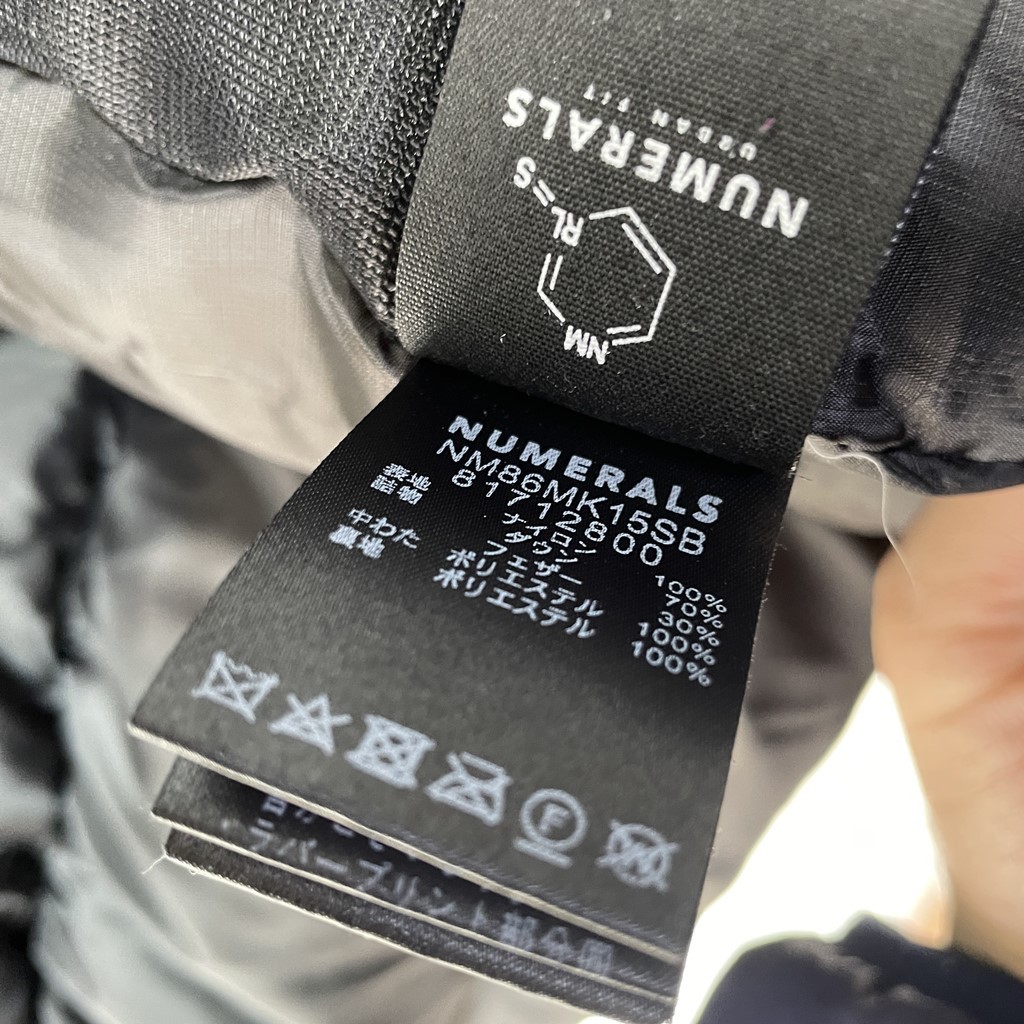 NUMERALS
URBAN FIT
RL=S
NM
NUMERALS
NM86MK15SB
81712800
表地 ナイロン 100%
詰物 ダウン 70%
フェザー 30%
中わた ポリエステル 100%
裏地 ポリエステル 100%
F
W
ラバープリント部分